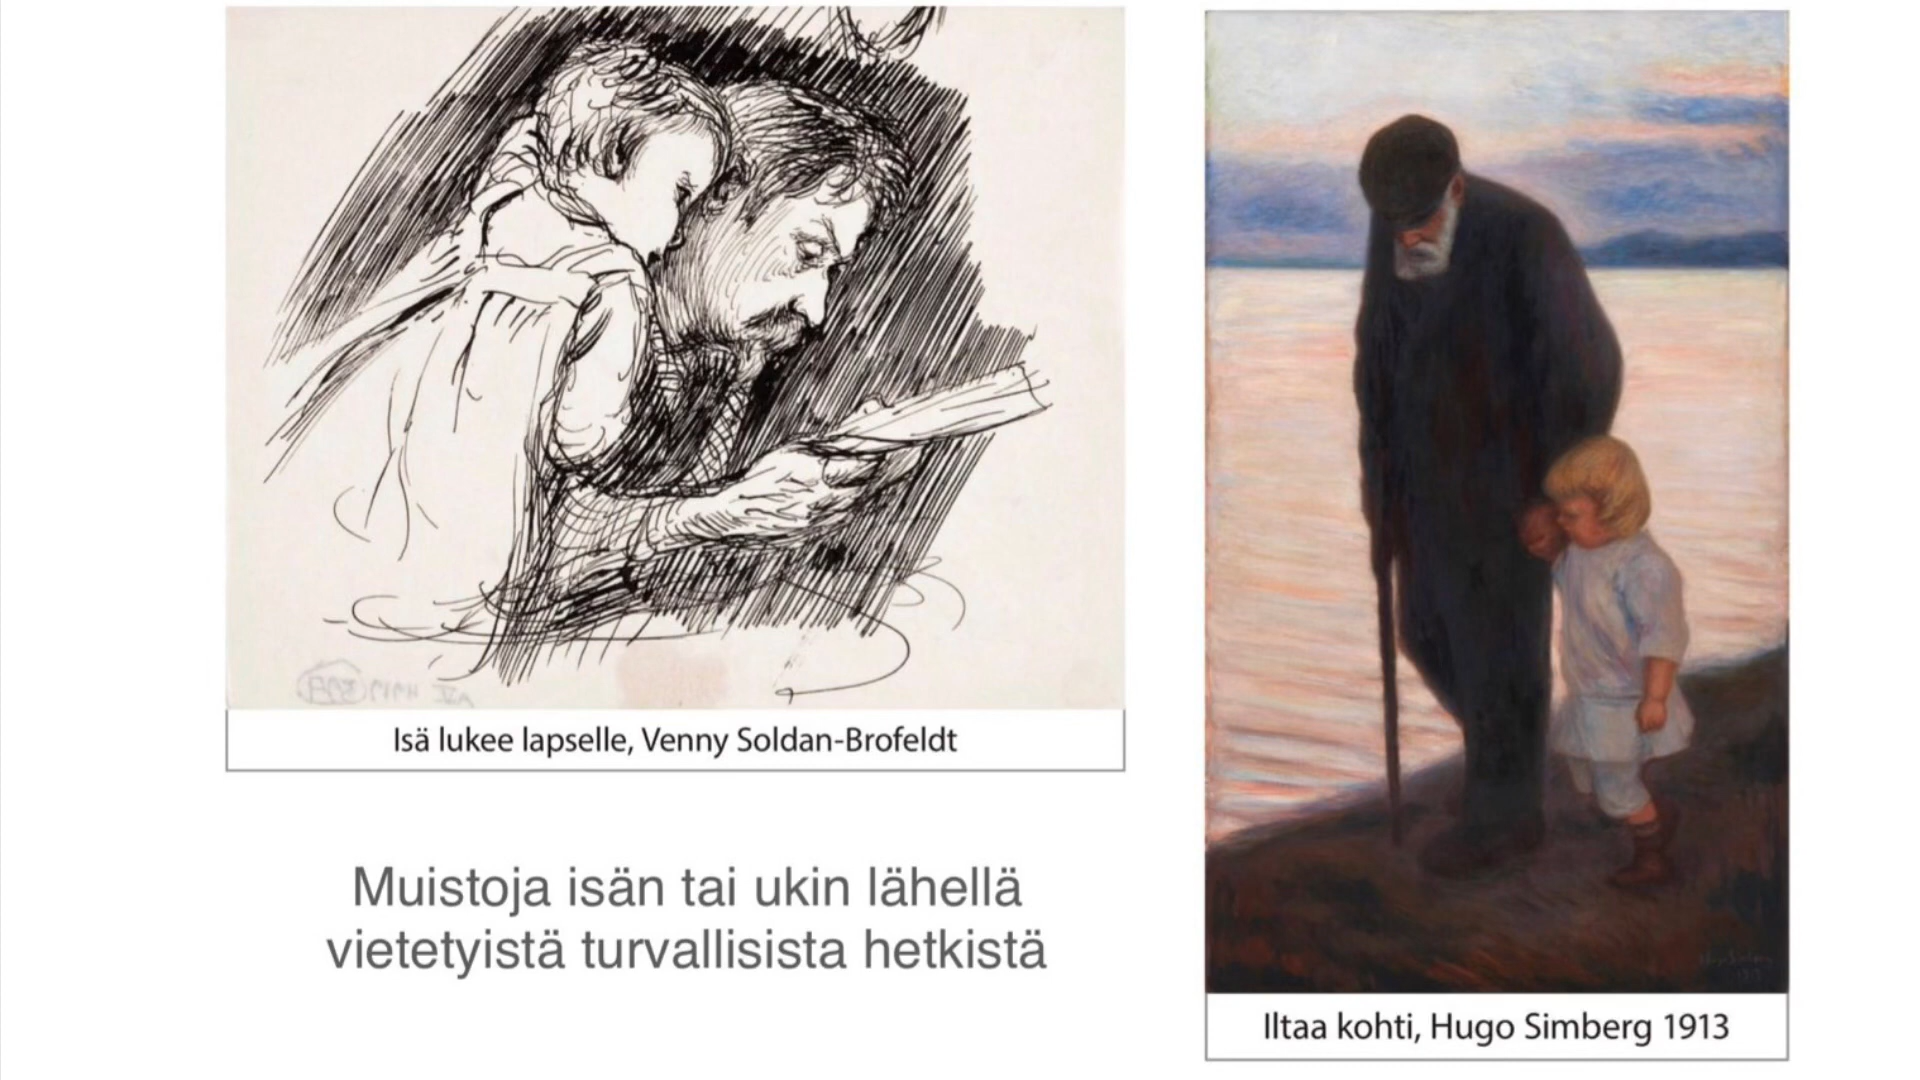 Isä lukee lapselle, Venny Soldan-Brofeldt
Muistoja isän tai ukin lähellä
vietetyistä turvallisista hetkistä
Iltaa kohti, Hugo Simberg 1913